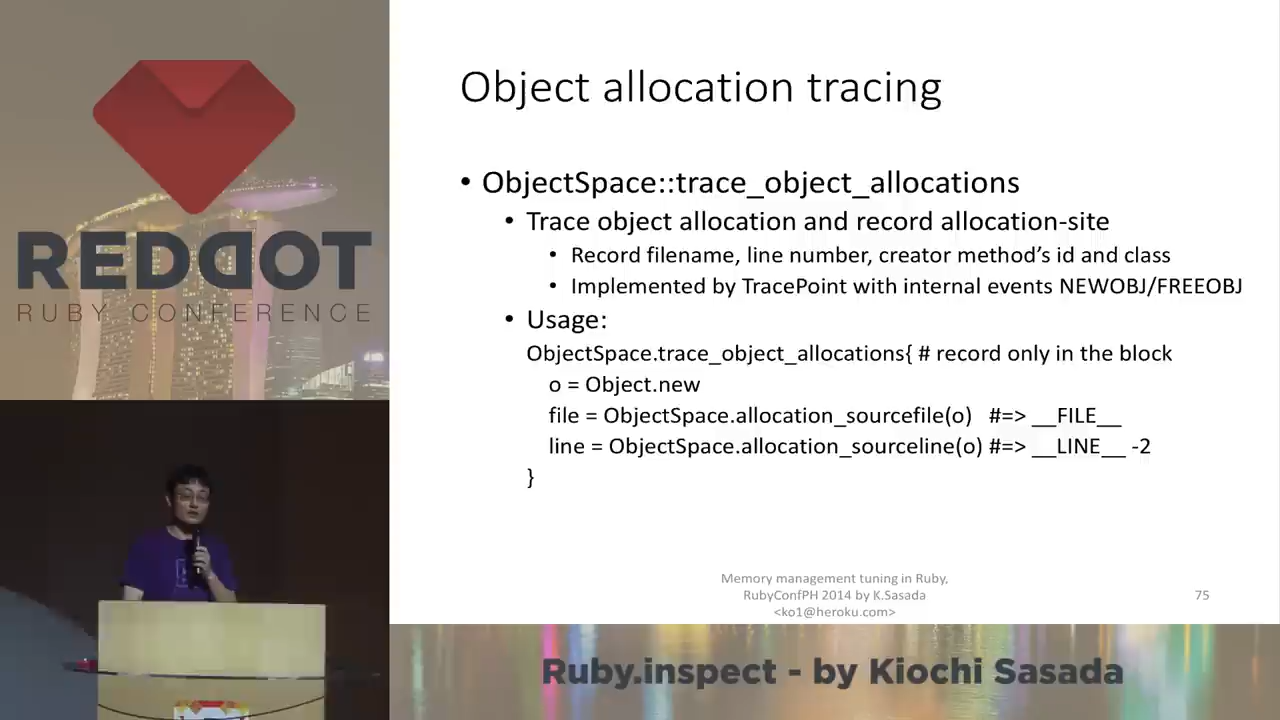 REDDOT
RUBY CONFERENCE
Object allocation tracing
• ObjectSpace::trace_object_allocations
• Trace object allocation and record allocation-site
• Record filename, line number, creator method’s id and class
• Implemented by TracePoint with internal events NEWOBJ/FREEOBJ
• Usage:
ObjectSpace.trace_object_allocations{ # record only in the block
o = Object.new
file = ObjectSpace.allocation_sourcefile(o) #=> __FILE__
line = ObjectSpace.allocation_sourceline(o) #=> __LINE__ -2
}
Memory management tuning in Ruby,
RubyConfPH 2014 by K.Sasada
<ko1@heroku.com>
75
Ruby.inspect - by Kiochi Sasada